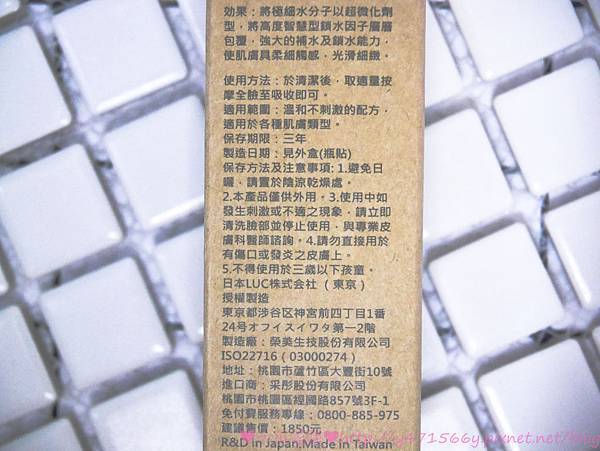 效果：將極細水分子以超微化劑
型，將高度智慧型鎖水因子層層
包覆，強大的補水及鎖水能力，
使肌膚具柔細觸感，光滑細緻。
使用方法：於清潔後，取適量按
摩全臉至吸收即可。
適用範圍：溫和不刺激的配方，
適用於各種肌膚類型。
保存期限：三年
製造日期：見外盒(瓶貼)
保存方法及注意事項: 1.避免日
曬，請置於陰涼乾燥處。
2.本產品僅供外用。3.使用中如
發生刺激或不適之現象，請立即
清洗臉部並停止使用，與專業皮
膚科醫師諮詢。4.請勿直接用於
有傷口或發炎之皮膚上。
5.不得使用於三歲以下孩童。
日本LUC株式会社（東京）
授權製造
東京都渋谷区神宮前四丁目1番
24号オフイスイワタ第一2階
製造廠：榮美生技股份有限公司
ISO22716（03000274）
地址：桃園市蘆竹區大豐街10號
進口商：采彤股份有限公司
桃園市桃園區經國路857號3F-1
免付費服務專線：0800-885-975
建議售價：1850元
R&D in Japan,Made in Taiwan